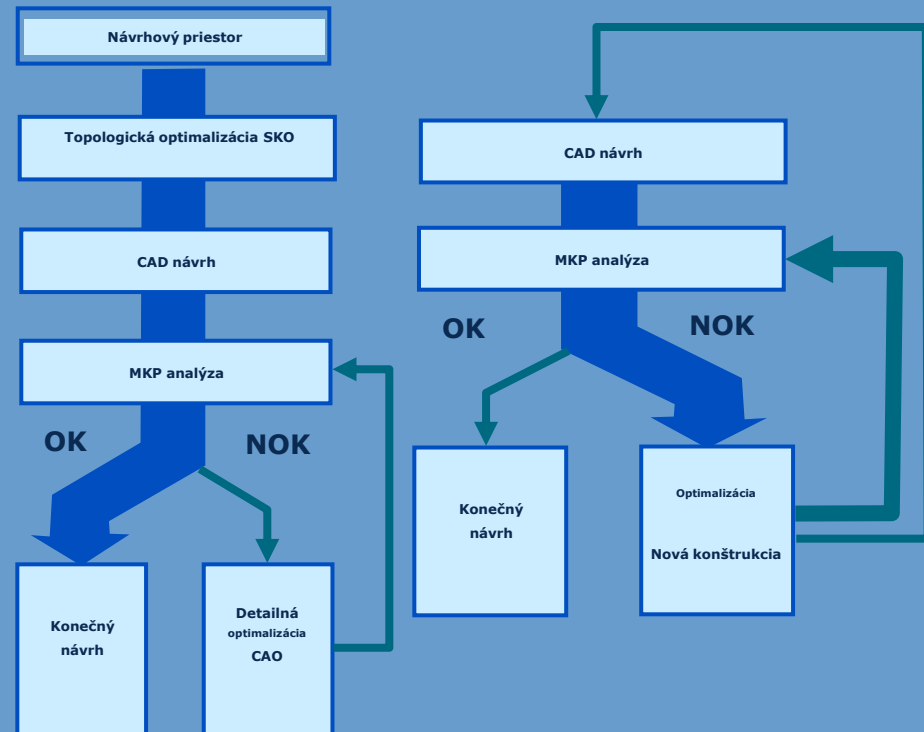 Návrhový priestor
Topologická optimalizácia SKO
CAD návrh
MKP analýza
OK
NOK
Konečný
návrh
Detailná
optimalizácia
CAO
CAD návrh
MKP analýza
OK
NOK
Konečný
návrh
Optimalizácia
Nová konštrukcia